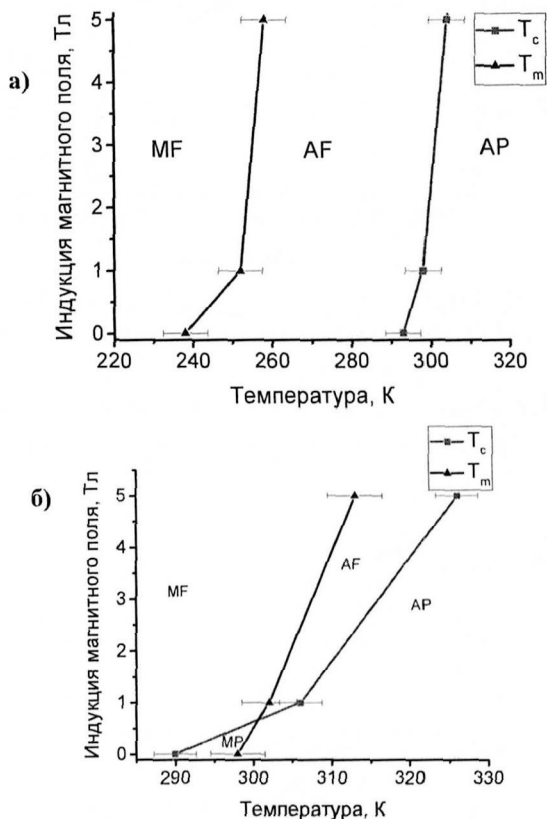 а)
Индукция магнитного поля, Тл
5
4
3
2
1
0
MF
AF
AP
T_c
T_m
220 240 260 280 300 320
Температура, К
б)
Индукция магнитного поля, Тл
5
4
3
2
1
0
MF
AF
AP
MP
T_c
T_m
290 300 310 320 330
Температура, К